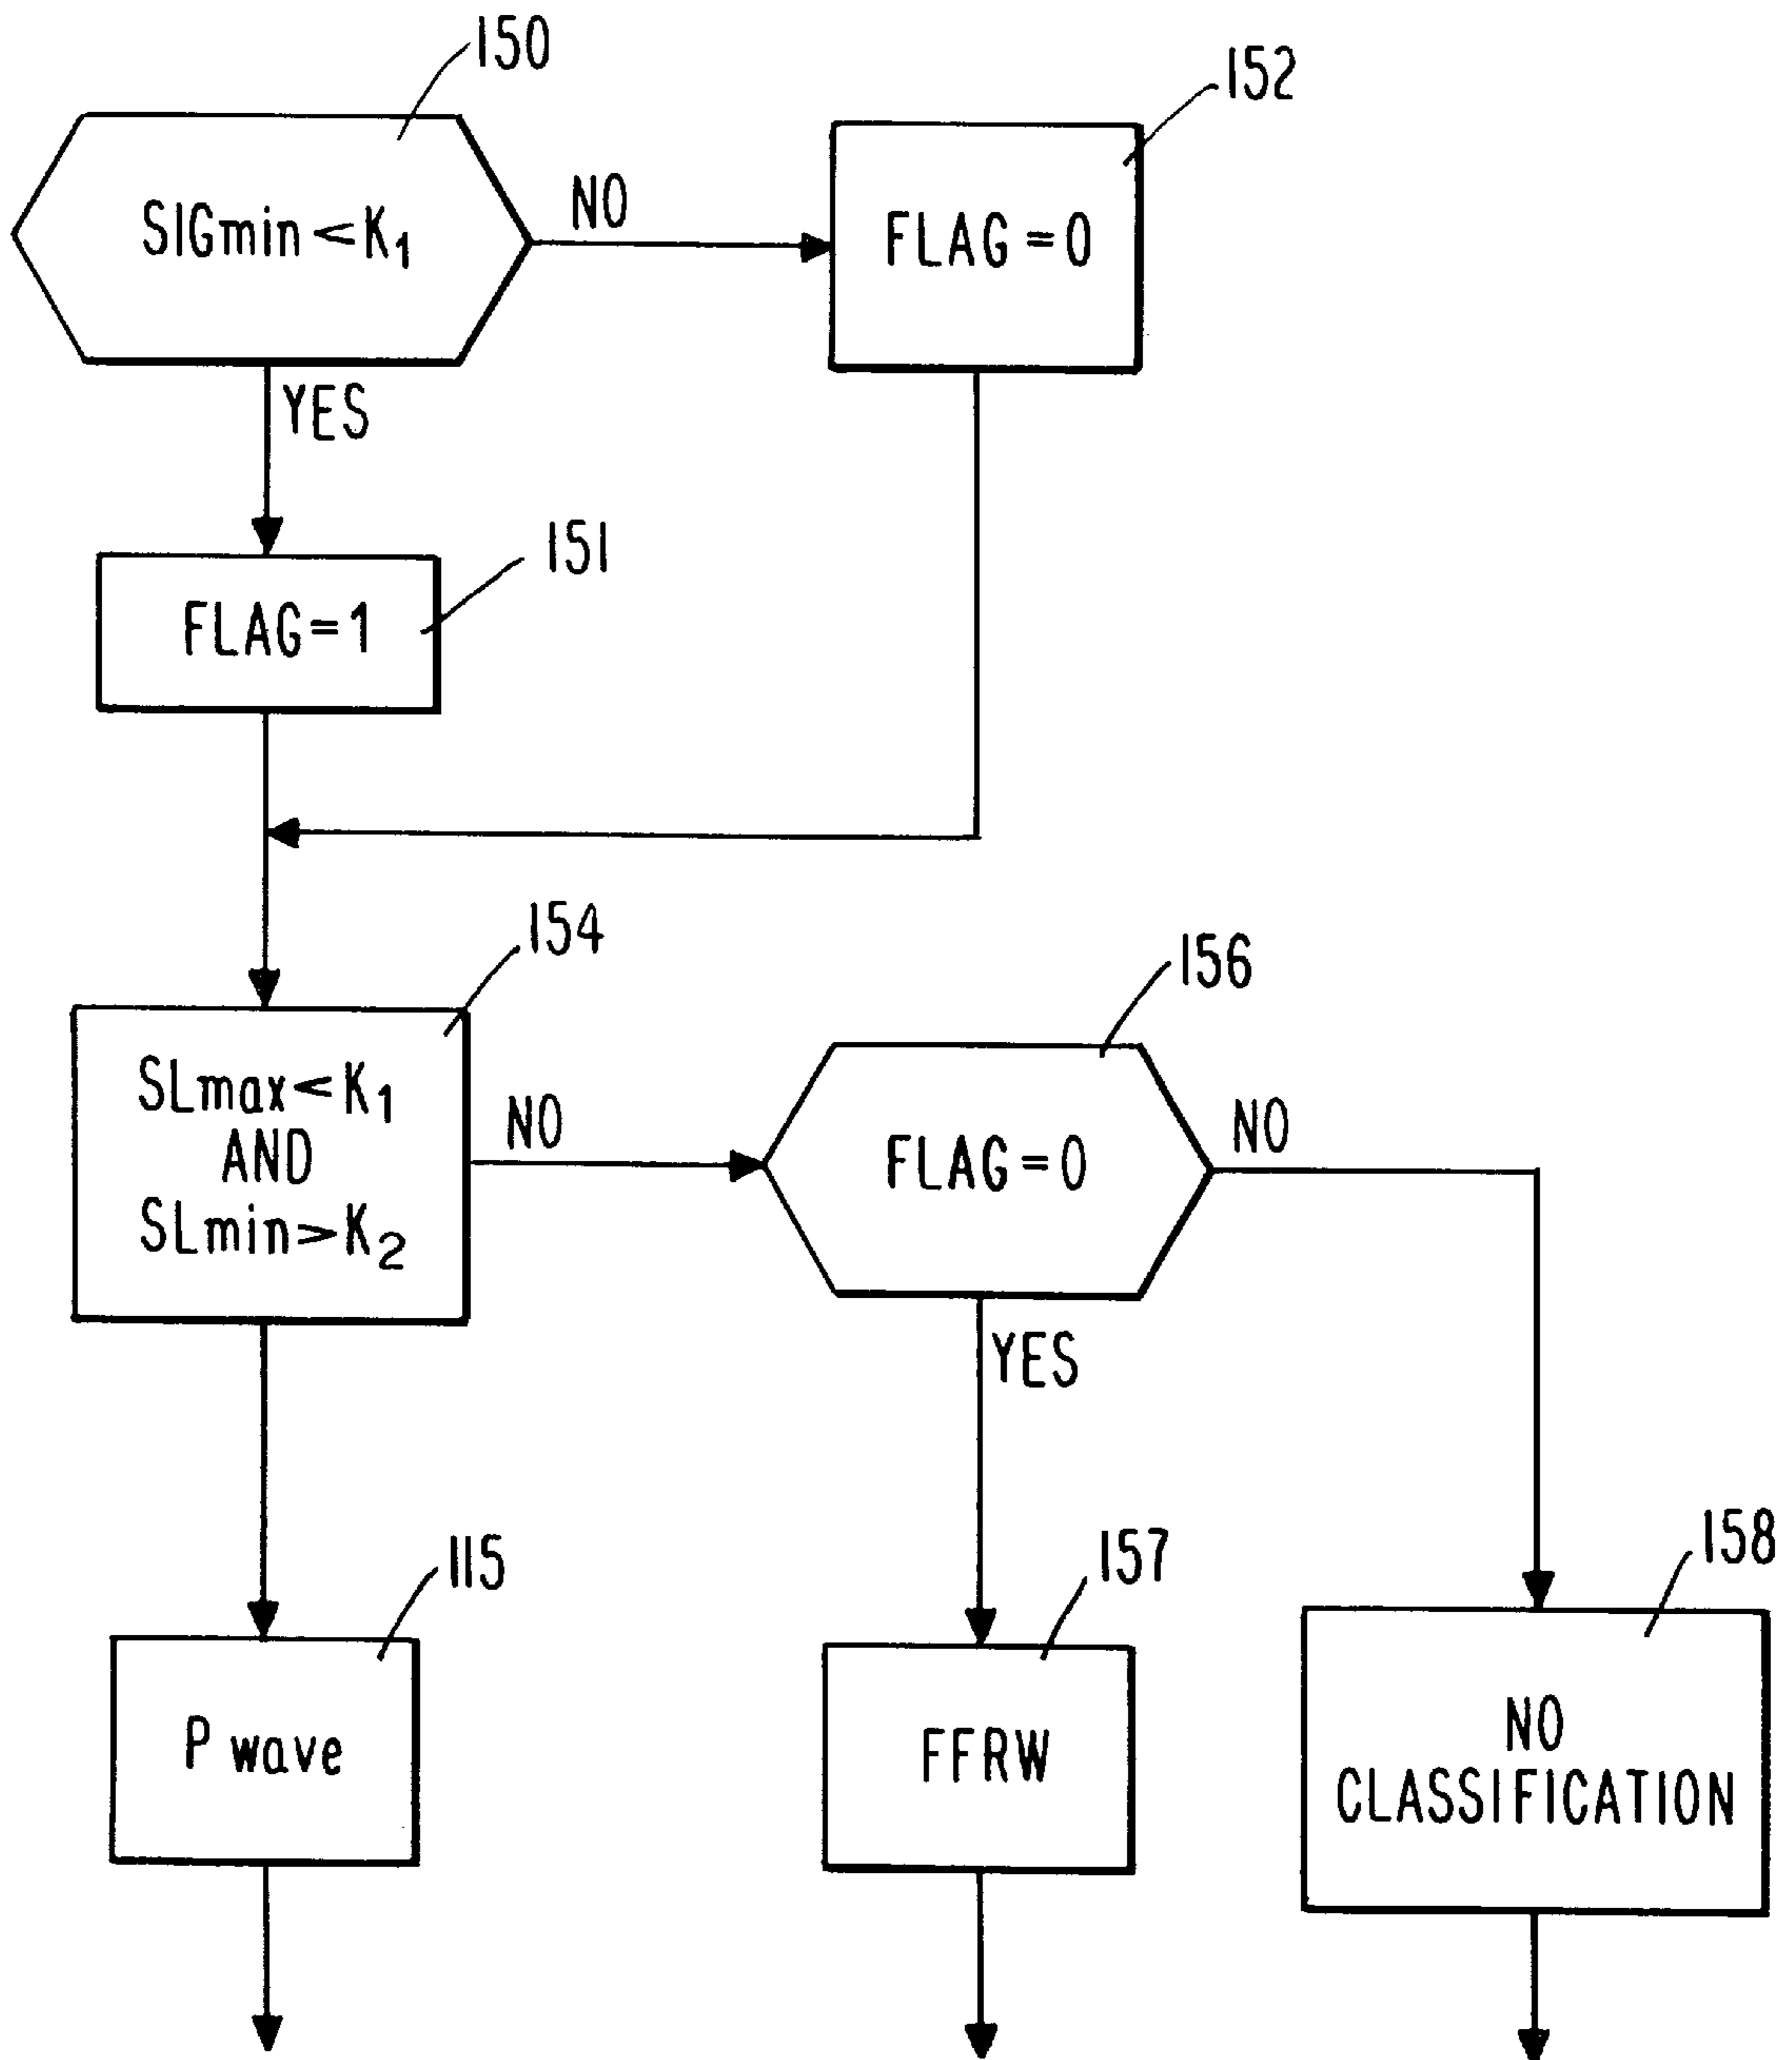 150
152
SIGmin<K1
NO
FLAG=0
YES
151
FLAG=1
154
156
SLmax<K1
AND
SLmin>K2
NO
FLAG=0
NO
YES
115
157
158
P wave
FFRW
NO
CLASSIFICATION